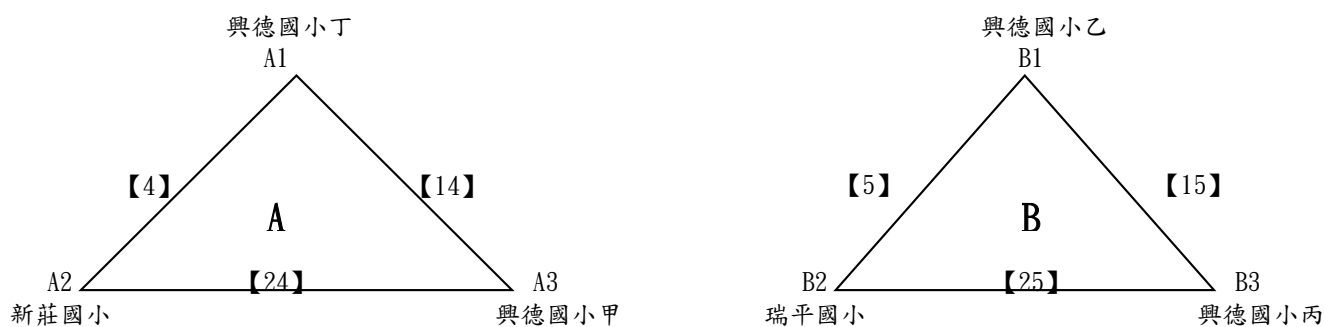 興德國小丁
A1
【4】
【14】
A
A2
【24】
A3
新莊國小
興德國小甲
興德國小乙
B1
【5】
【15】
B
B2
【25】
B3
瑞平國小
興德國小丙